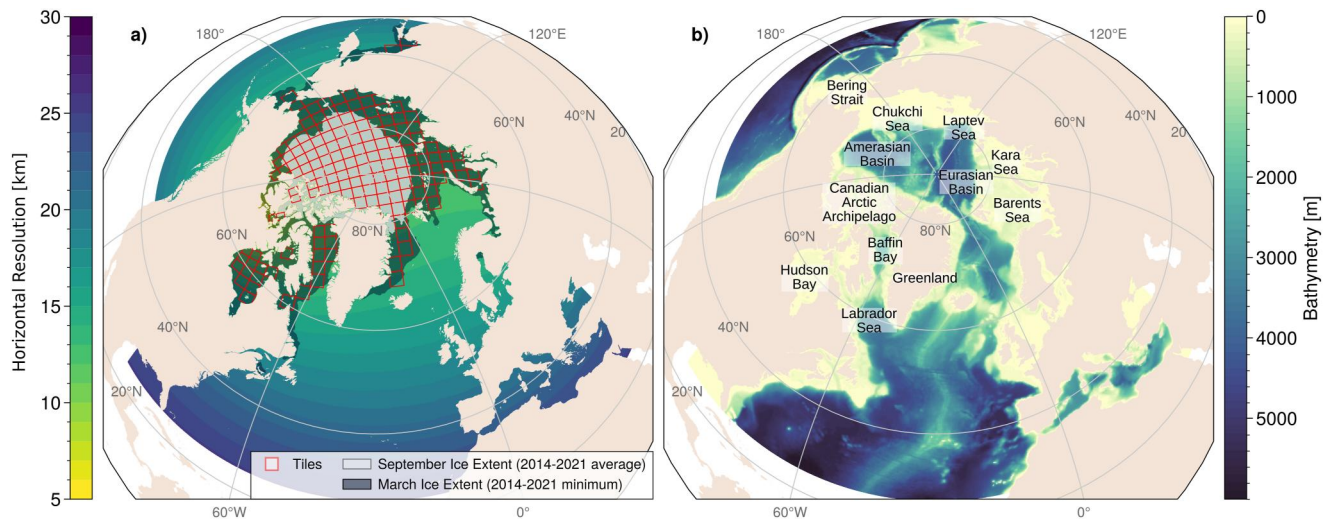 30
25
20
15
10
5
Horizontal Resolution [km]
a)
180°
120°E
60°N
40°N
20
60°N
80°N
40°N
20°N
60°W
0°
Tiles
September Ice Extent (2014-2021 average)
March Ice Extent (2014-2021 minimum)
b)
180°
120°E
60°N
40°N
20
Bering
Strait
Chukchi
Sea
Laptev
Sea
Amerasian
Basin
Kara
Sea
Eurasian
Basin
Canadian
Arctic
Archipelago
Barents
Sea
60°N
80°N
Baffin
Bay
Hudson
Bay
Greenland
Labrador
Sea
40°N
20°N
60°W
0°
0
1000
2000
3000
4000
5000
Bathymetry [m]